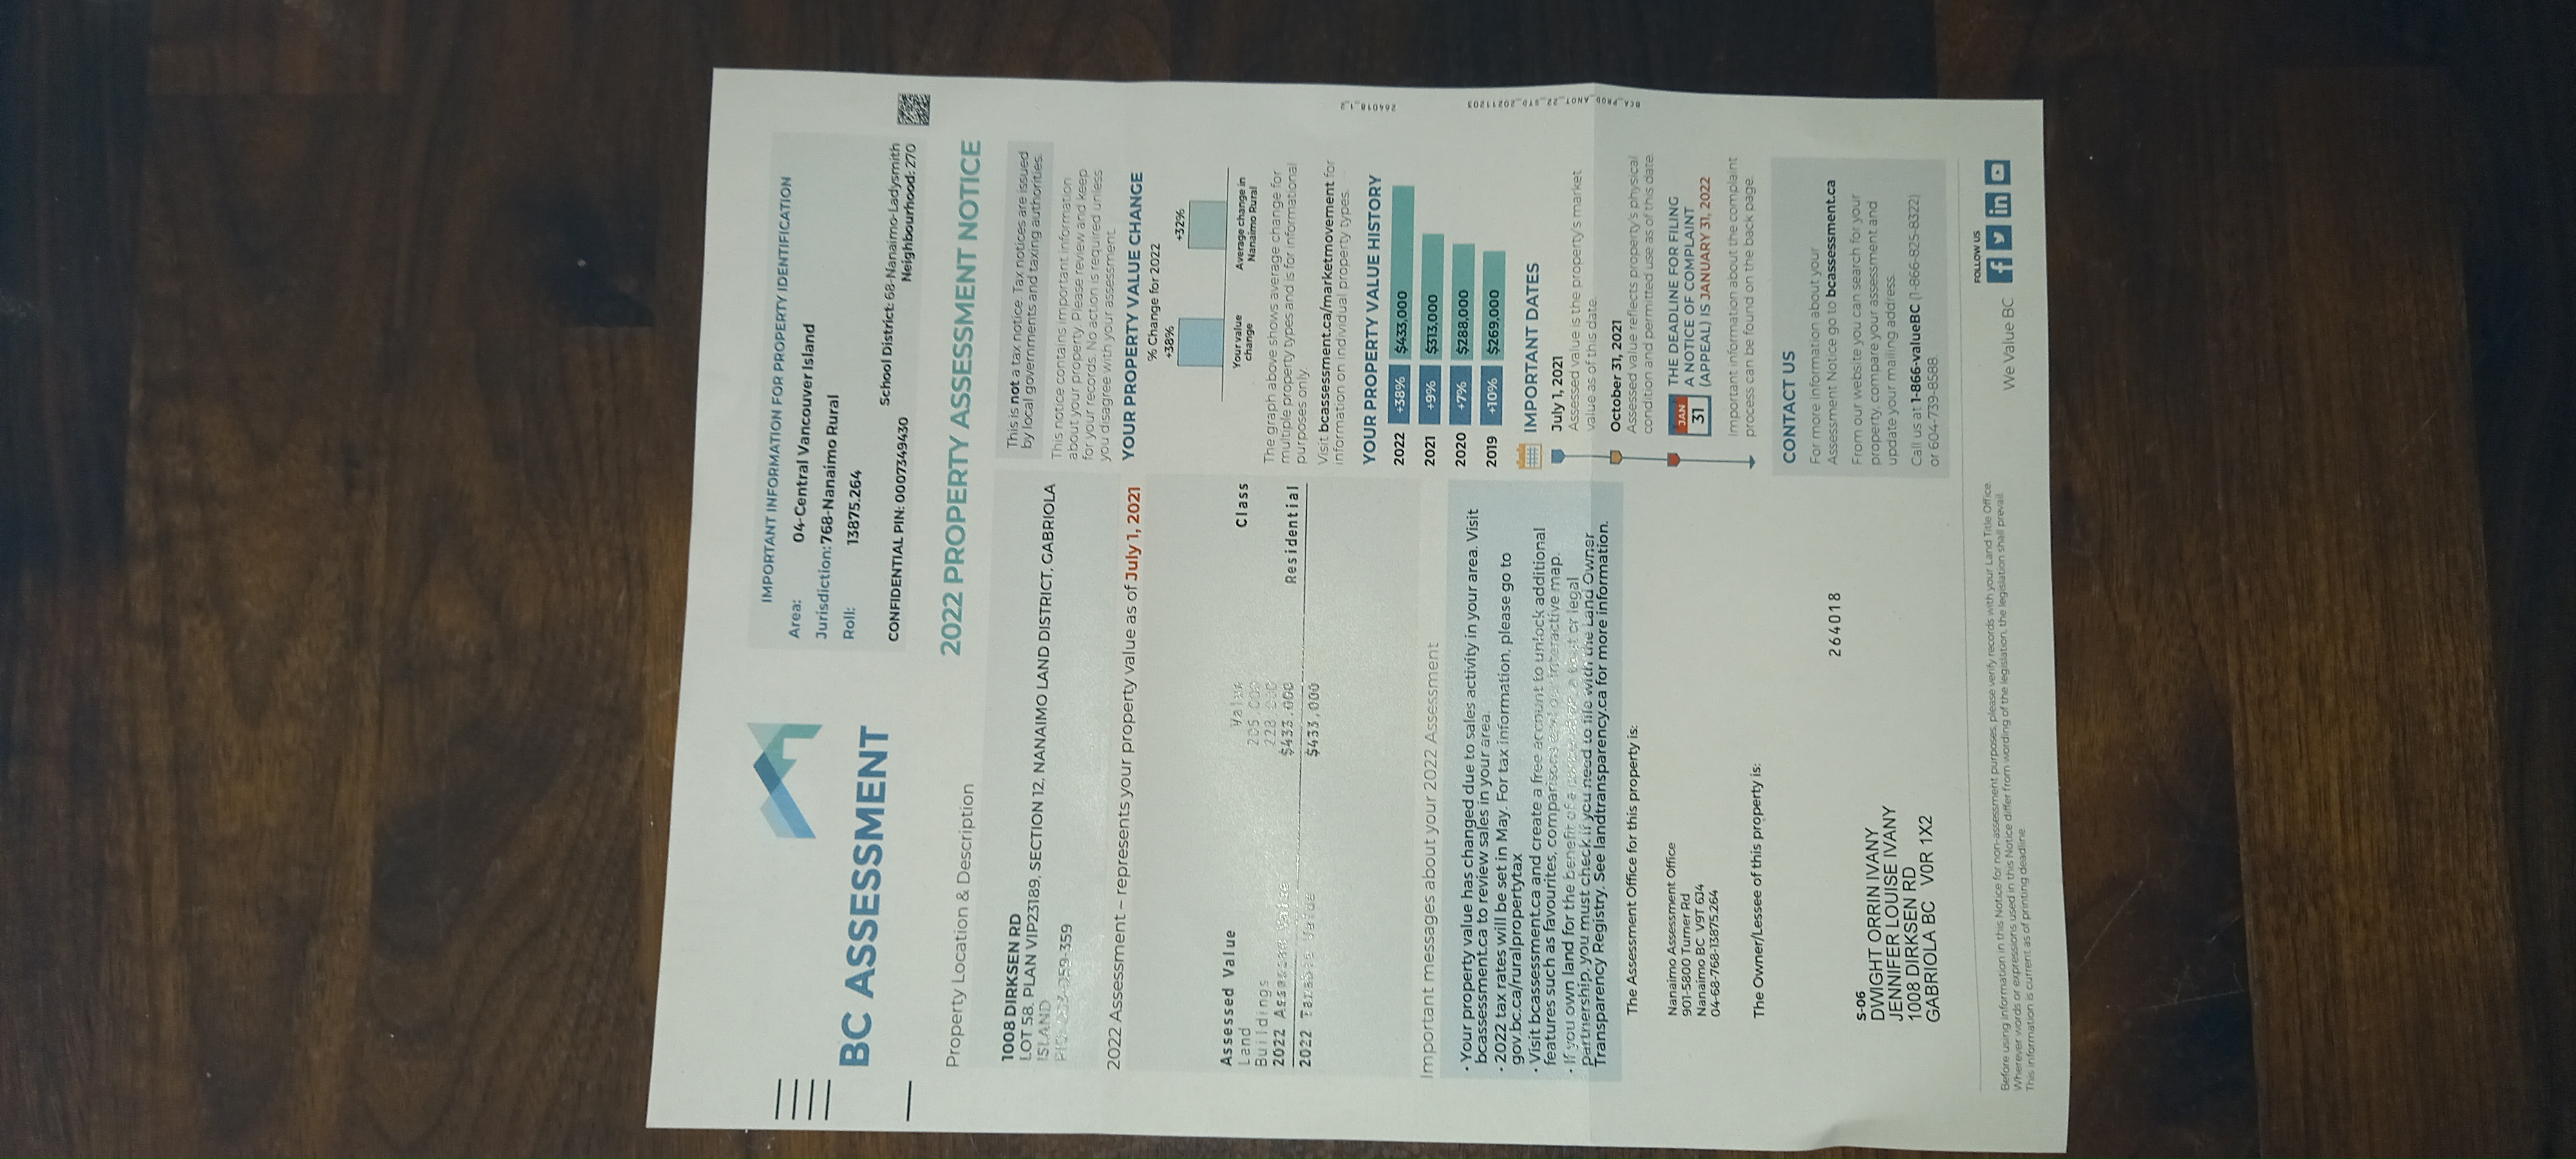 BC ASSESSMENT
IMPORTANT INFORMATION FOR PROPERTY IDENTIFICATION
Area: 04-Central Vancouver Island
Jurisdiction: 768-Nanaimo Rural
Roll: 13875.264
School District: 68-Nanaimo-Ladysmith
CONFIDENTIAL PIN: 0007349430
Neighbourhood: 270
Property Location & Description
2022 PROPERTY ASSESSMENT NOTICE
1008 DIRKSEN RD
LOT 58, PLAN VIP23189, SECTION 12, NANAIMO LAND DISTRICT, GABRIOLA
ISLAND
-359
2022 Assessment – represents your property value as of July 1, 2021
Assessed Value Value Class
Land
Buildings
2022 Assessed Value $433,000 Residential
2022 Taxable Value $433,000
Important messages about your 2022 Assessment
• Your property value has changed due to sales activity in your area. Visit
bcassessment.ca to review sales in your area.
• 2022 tax rates will be set in May. For tax information, please go to
gov.bc.ca/ruralpropertytax
• Visit bcassessment.ca and create a free account to unlock additional
features such as favourites, comparisons and our interactive map.
• If you own land for the benefit of a or legal
partnership, you must check if you need to file with the Land Owner
Transparency Registry. See landtransparency.ca for more information.
The Assessment Office for this property is:
Nanaimo Assessment Office
901-5800 Turner Rd
Nanaimo BC V9T 6J4
04-68-768-13875.264
The Owner/Lessee of this property is:
264018
S-06
DWIGHT ORRIN IVANY
JENNIFER LOUISE IVANY
1008 DIRKSEN RD
GABRIOLA BC V0R 1X2
This is not a tax notice. Tax notices are issued
by local governments and taxing authorities.
This notice contains important information
about your property. Please review and keep
for your records. No action is required unless
you disagree with your assessment.
YOUR PROPERTY VALUE CHANGE
% Change for 2022
+38%
+32%
Your value
change
Average change in
Nanaimo Rural
The graph above shows average change for
multiple property types and is for informational
purposes only.
Visit bcassessment.ca/marketmovement for
information on individual property types.
YOUR PROPERTY VALUE HISTORY
2022 +38% $433,000
2021 +9% $313,000
2020 +7% $288,000
2019 +10% $269,000
IMPORTANT DATES
July 1, 2021
Assessed value is the property's market
value as of this date.
October 31, 2021
Assessed value reflects property's physical
condition and permitted use as of this date.
JAN
31
THE DEADLINE FOR FILING
A NOTICE OF COMPLAINT
(APPEAL) IS JANUARY 31, 2022
Important information about the complaint
process can be found on the back page.
CONTACT US
For more information about your
Assessment Notice go to bcassessment.ca
From our website you can search for your
property, compare your assessment and
update your mailing address.
Call us at 1-866-valueBC (1-866-825-8322)
or 604-739-8588.
264018_1_2
BCA_PROD_ANOT_22_STD_20211203
Before using information in this Notice for non-assessment purposes, please verify records with your Land Title Office.
Wherever words or expressions used in this Notice differ from wording of the legislation, the legislation shall prevail.
This information is current as of printing deadline.
We Value BC
FOLLOW US